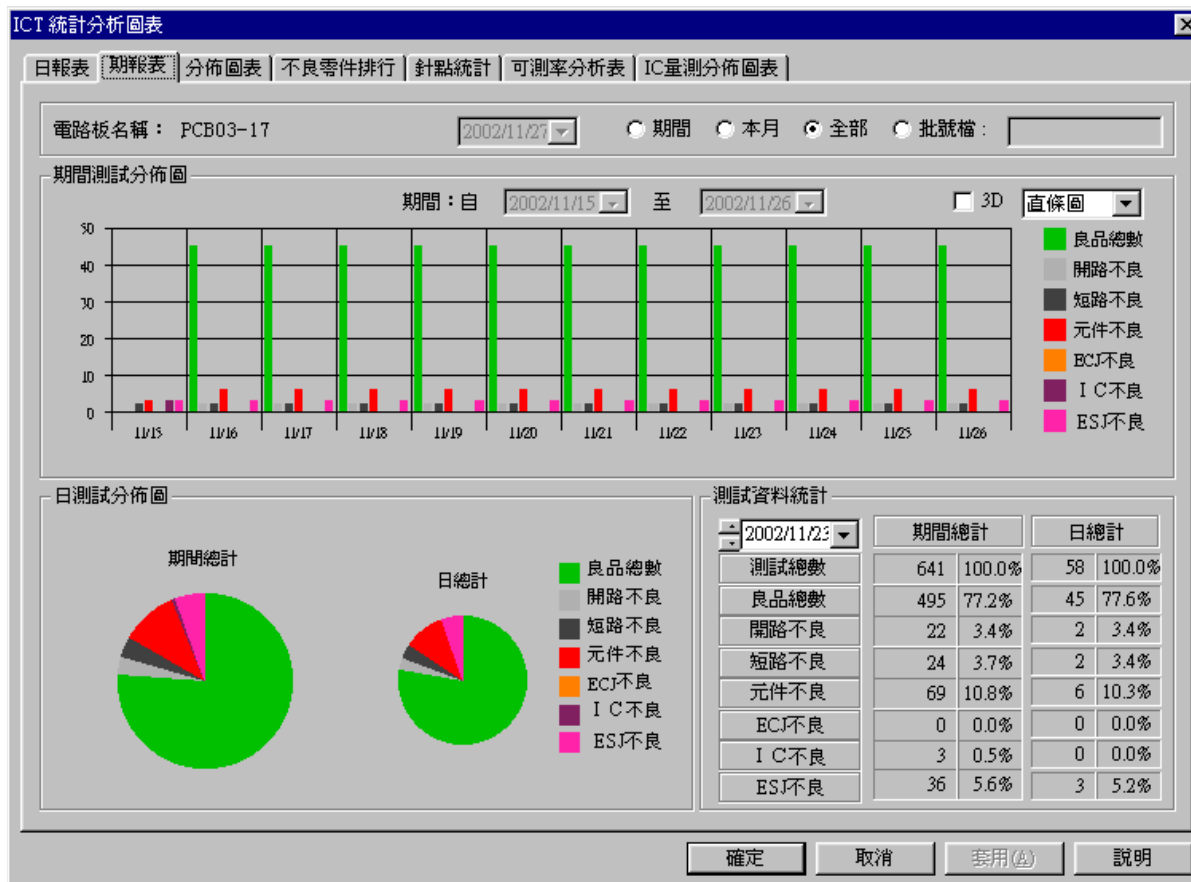 ICT 統計分析圖表
日報表 期報表 分佈圖表 不良零件排行 針點統計 可測率分析表 IC量測分佈圖表
電路板名稱： PCB03-17 2002/11/27 期間 本月 全部 批號檔：
期間測試分佈圖
期間：自 2002/11/15 至 2002/11/26 3D 直條圖
50
40
30
20
10
0
11/15 11/16 11/17 11/18 11/19 11/20 11/21 11/22 11/23 11/24 11/25 11/26
良品總數
開路不良
短路不良
元件不良
ECJ不良
IC不良
ESJ不良
日測試分佈圖
期間總計
日總計
良品總數
開路不良
短路不良
元件不良
ECJ不良
IC不良
ESJ不良
測試資料統計
2002/11/23 期間總計 日總計
測試總數 641 100.0% 58 100.0%
良品總數 495 77.2% 45 77.6%
開路不良 22 3.4% 2 3.4%
短路不良 24 3.7% 2 3.4%
元件不良 69 10.8% 6 10.3%
ECJ不良 0 0.0% 0 0.0%
IC不良 3 0.5% 0 0.0%
ESJ不良 36 5.6% 3 5.2%
確定 取消 套用(A) 說明